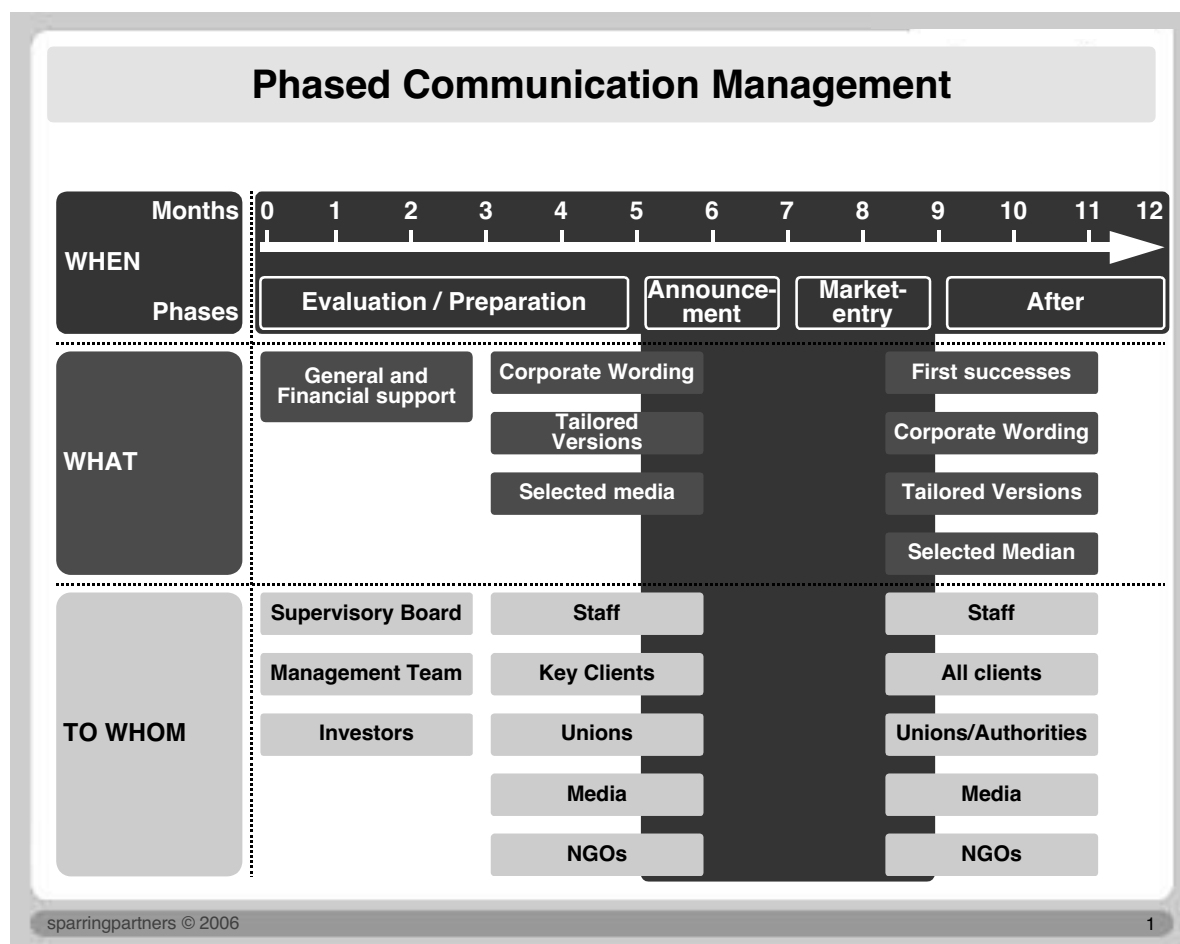 Phased Communication Management
Months 0 1 2 3 4 5 6 7 8 9 10 11 12
WHEN
Phases
Evaluation / Preparation
Announce-
ment
Market-
entry
After
WHAT
General and
Financial support
Corporate Wording
Tailored
Versions
Selected media
First successes
Corporate Wording
Tailored Versions
Selected Median
TO WHOM
Supervisory Board
Management Team
Investors
Staff
Key Clients
Unions
Media
NGOs
Staff
All clients
Unions/Authorities
Media
NGOs
sparringpartners © 2006
1